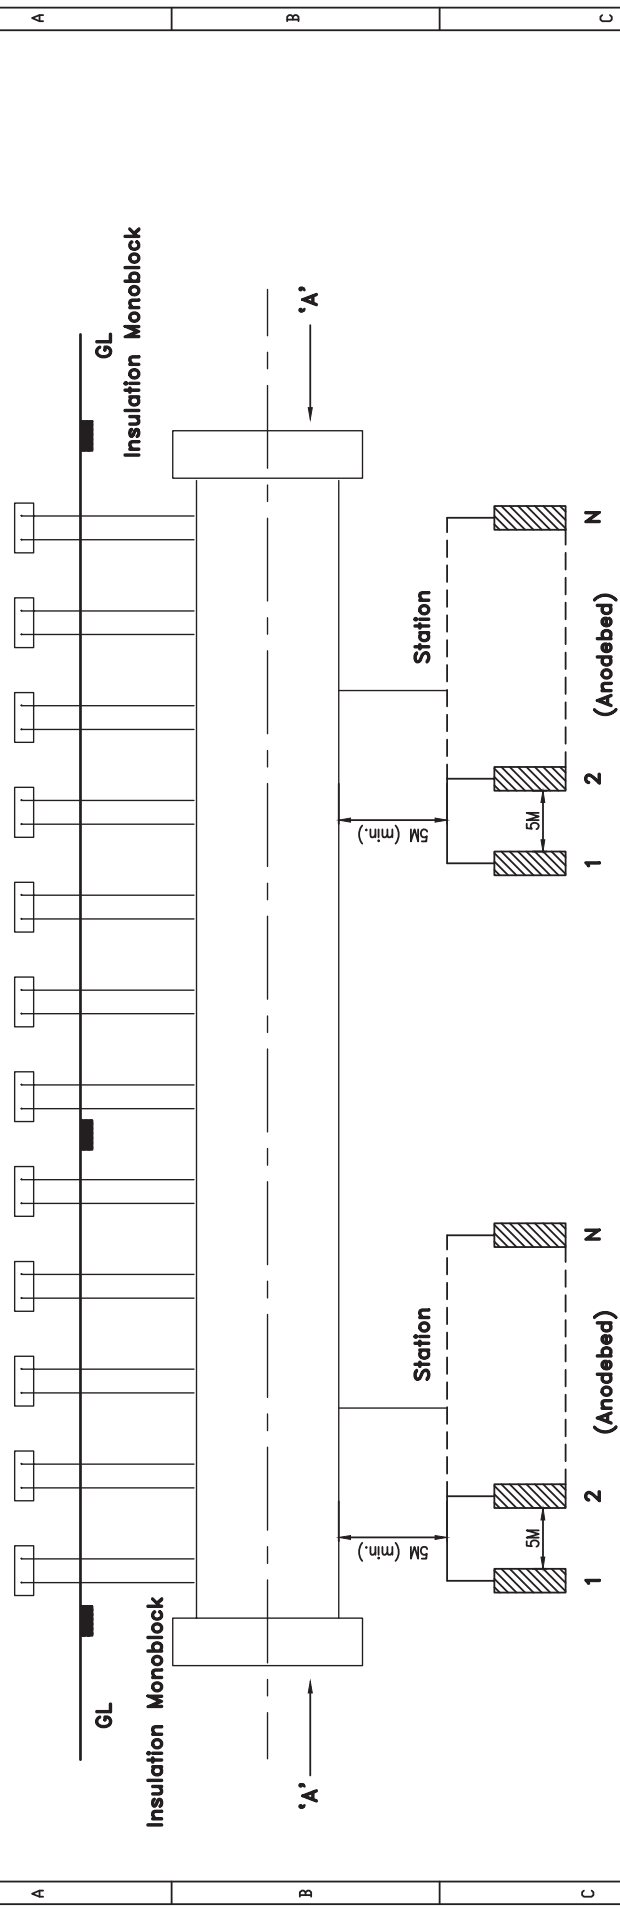 A
A
GL
GL
Insulation Monoblock
Insulation Monoblock
B
B
'A'
'A'
5M (min.)
5M (min.)
Station
Station
5M
5M
1 2 N
1 2 N
(Anodebed)
(Anodebed)
C
C